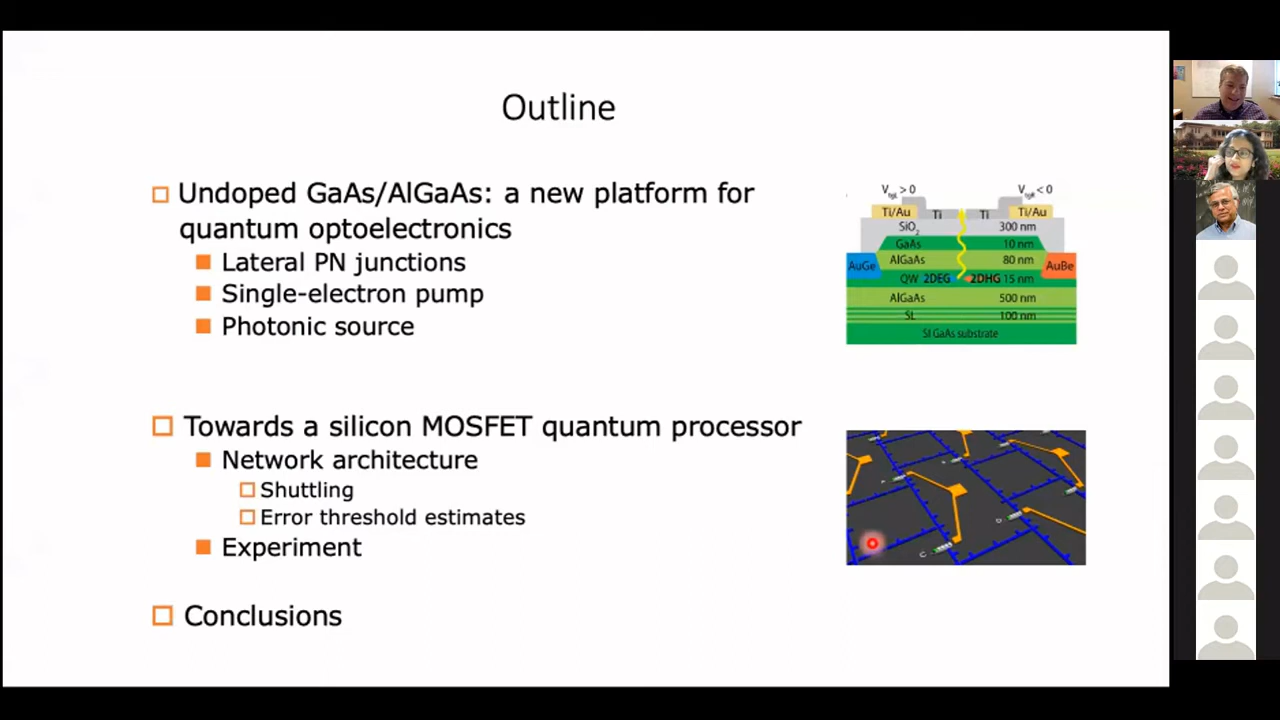 Outline
Undoped GaAs/AlGaAs: a new platform for
quantum optoelectronics
Lateral PN junctions
Single-electron pump
Photonic source
Towards a silicon MOSFET quantum processor
Network architecture
Shuttling
Error threshold estimates
Experiment
Conclusions
> 0
< 0
Ti/Au Ti Ti Ti/Au
SiO2 300 nm
GaAs 10 nm
AlGaAs 80 nm
AuGe AuBe
QW 2DEG 2DHG 15 nm
AlGaAs 500 nm
SL 100 nm
SI GaAs substrate